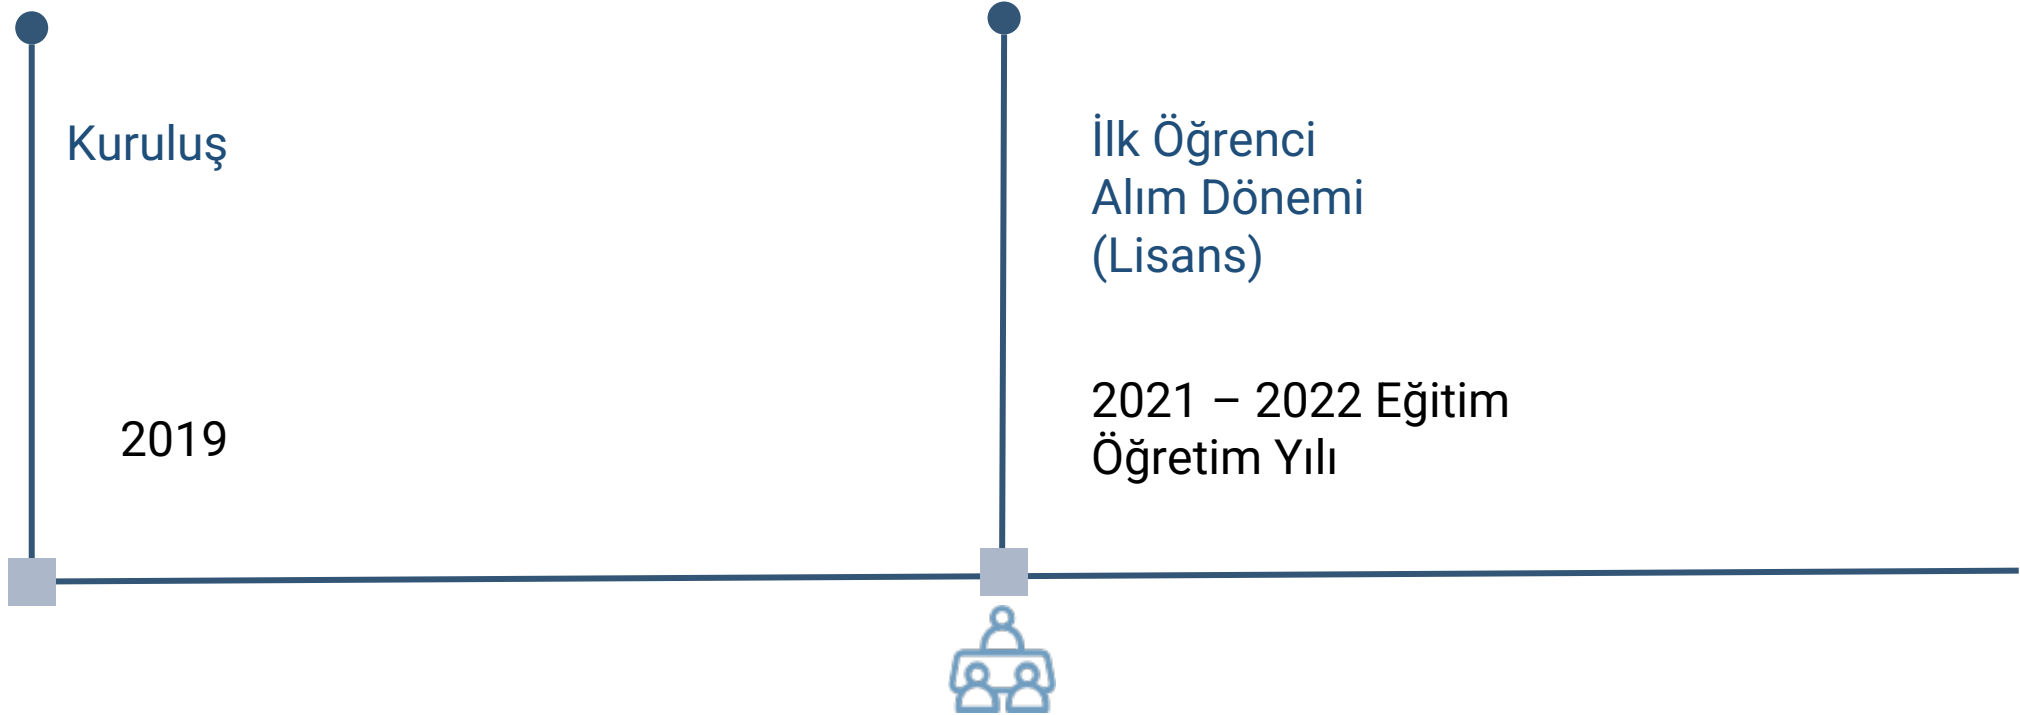 Kuruluş
2019
İlk Öğrenci
Alım Dönemi
(Lisans)
2021 – 2022 Eğitim
Öğretim Yılı